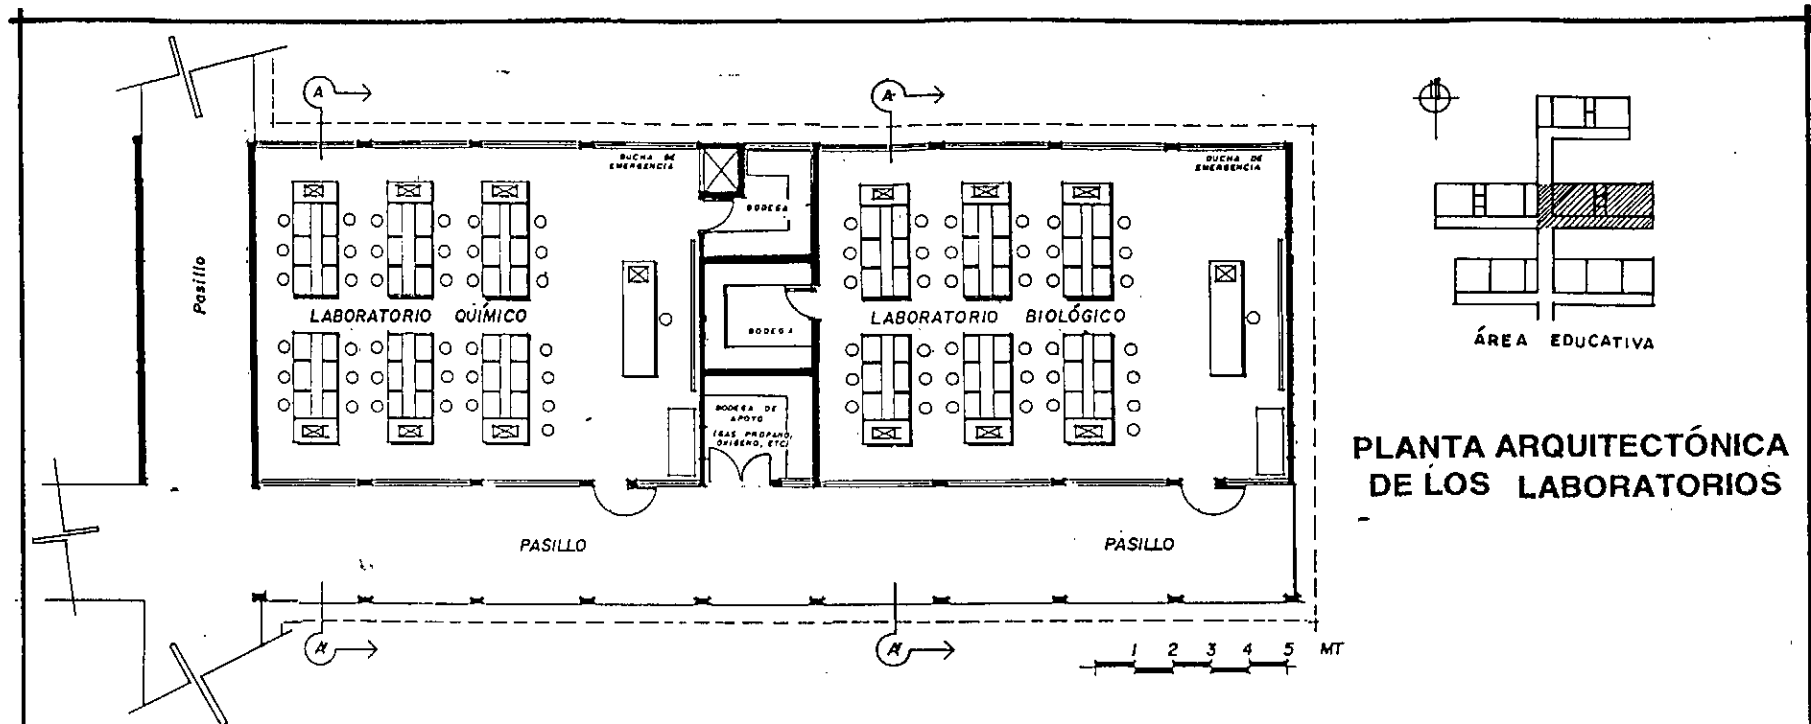 A
A
DUCHA DE
EMERGENCIA
DUCHA DE
EMERGENCIA
BODEGA
Pasillo
LABORATORIO QUÍMICO
BODEGA
LABORATORIO BIOLÓGICO
BODEGA DE
APOYO
(GAS PROPANO,
OXIGENO, ETC)
PASILLO
PASILLO
A'
A'
1 2 3 4 5 MT
N
ÁREA EDUCATIVA
PLANTA ARQUITECTÓNICA
DE LOS LABORATORIOS